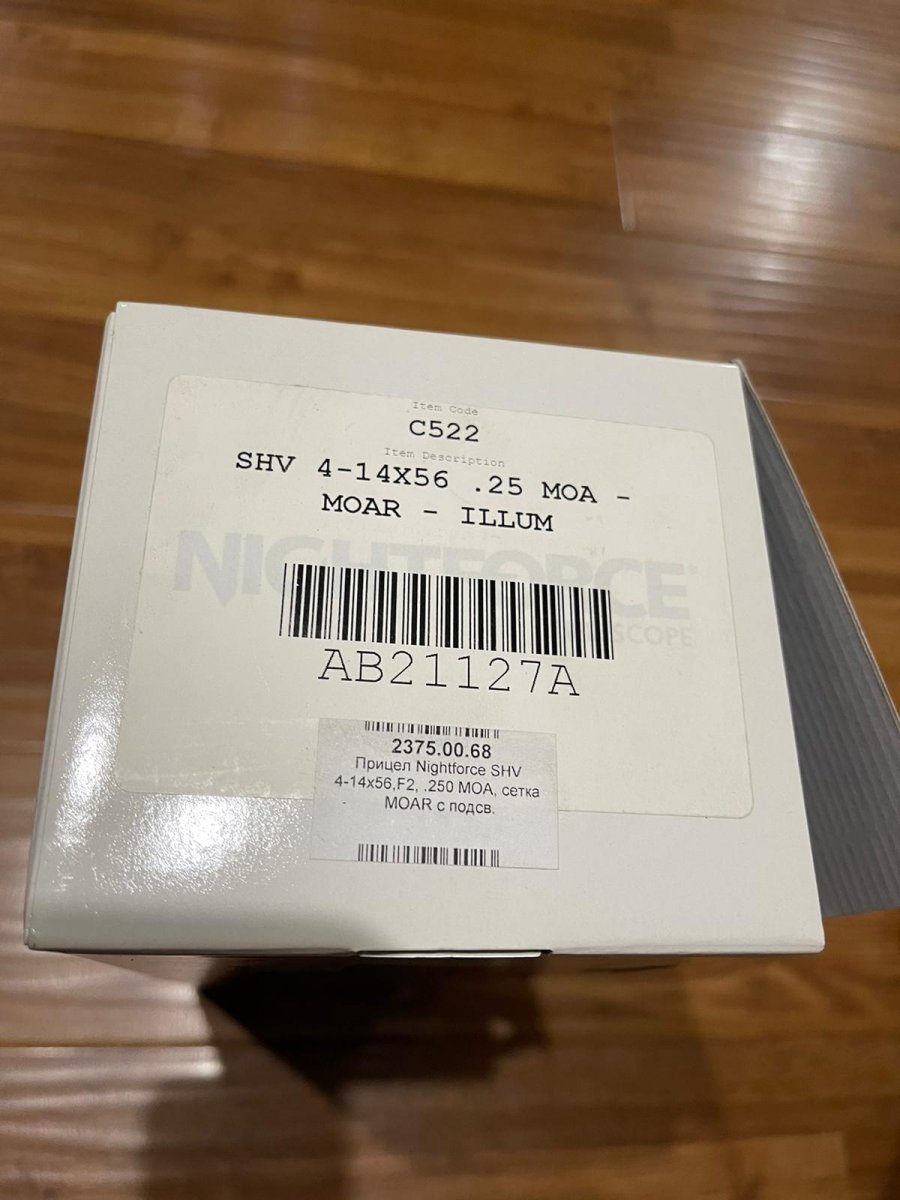 Item Code
C522
Item Description
SHV 4-14X56 .25 MOA -
MOAR - ILLUM
NIGHTFORCE®
SCOPE
AB21127A
2375.00.68
Прицел Nightforce SHV
4-14x56,F2, .250 MOA, сетка
MOAR с подсв.